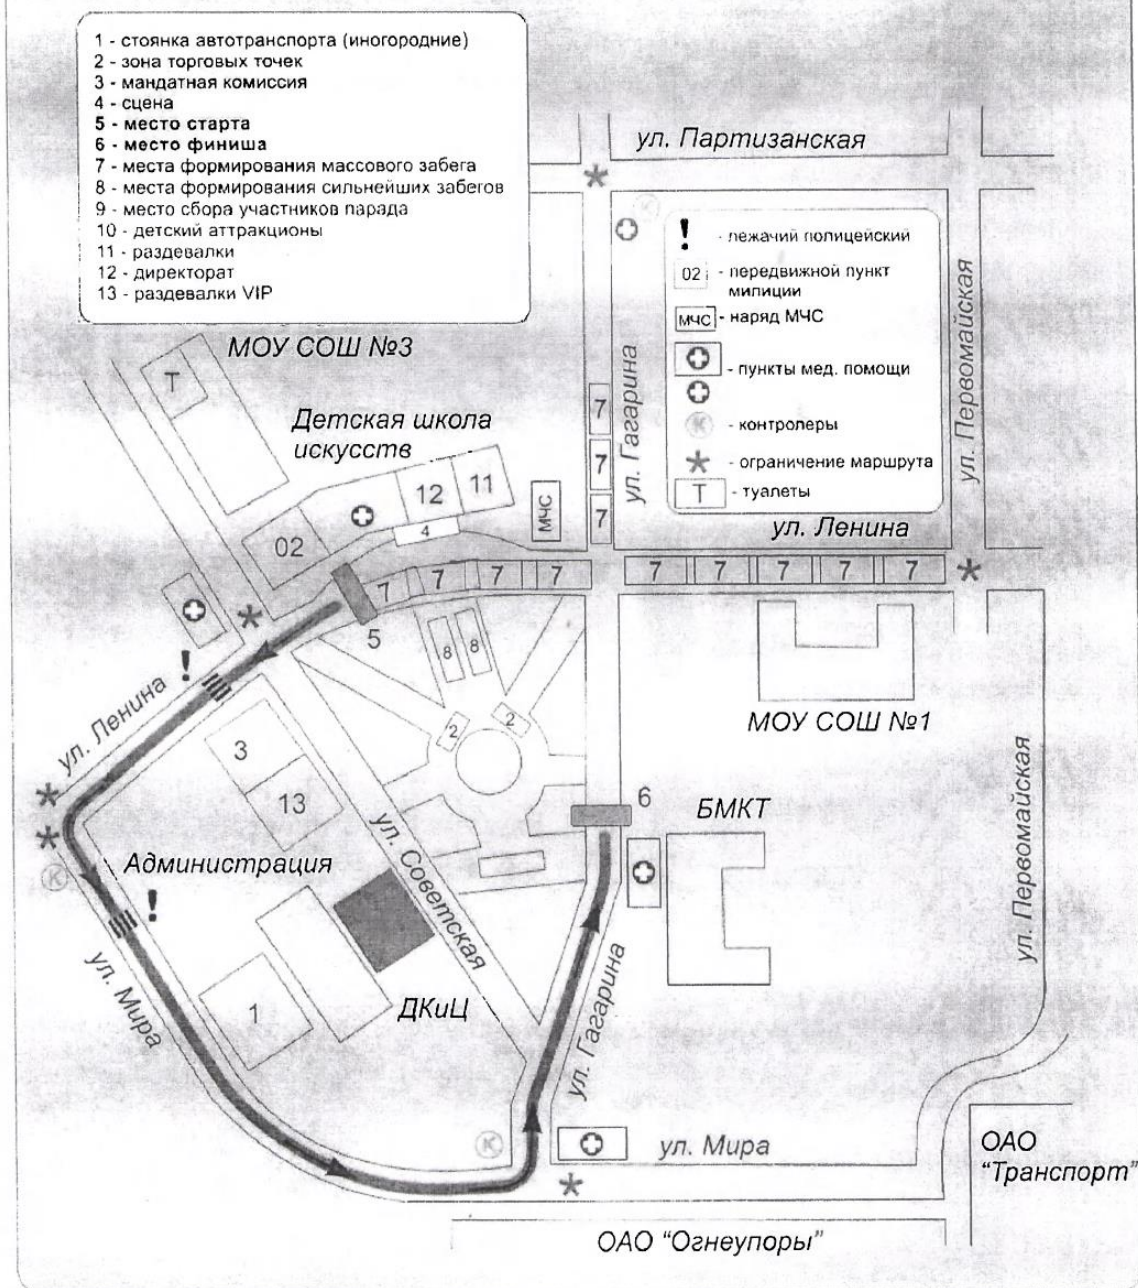 1 - стоянка автотранспорта (иногородние)
2 - зона торговых точек
3 - мандатная комиссия
4 - сцена
5 - место старта
6 - место финиша
7 - места формирования массового забега
8 - места формирования сильнейших забегов
9 - место сбора участников парада
10 - детский аттракционы
11 - раздевалки
12 - директорат
13 - раздевалки VIP
ул. Партизанская
К
! - лежачий полицейский
02 - передвижной пункт
милиции
МЧС - наряд МЧС
- пункты мед. помощи
К - контролеры
* - ограничение маршрута
Т - туалеты
ул. Гагарина
ул. Первомайская
МОУ СОШ №3
Т
Детская школа
искусств
12
11
4
02
МЧС
7
7
7
ул. Ленина
7
7
7
7
7
7
7
7
7
5
8
8
2
2
!
ул. Ленина
3
13
МОУ СОШ №1
6
БМКТ
ул. Первомайская
ул. Советская
Администрация
К
!
ул. Мира
1
ДКиЦ
ул. Гагарина
К
ул. Мира
ОАО
"Транспорт"
ОАО "Огнеупоры"